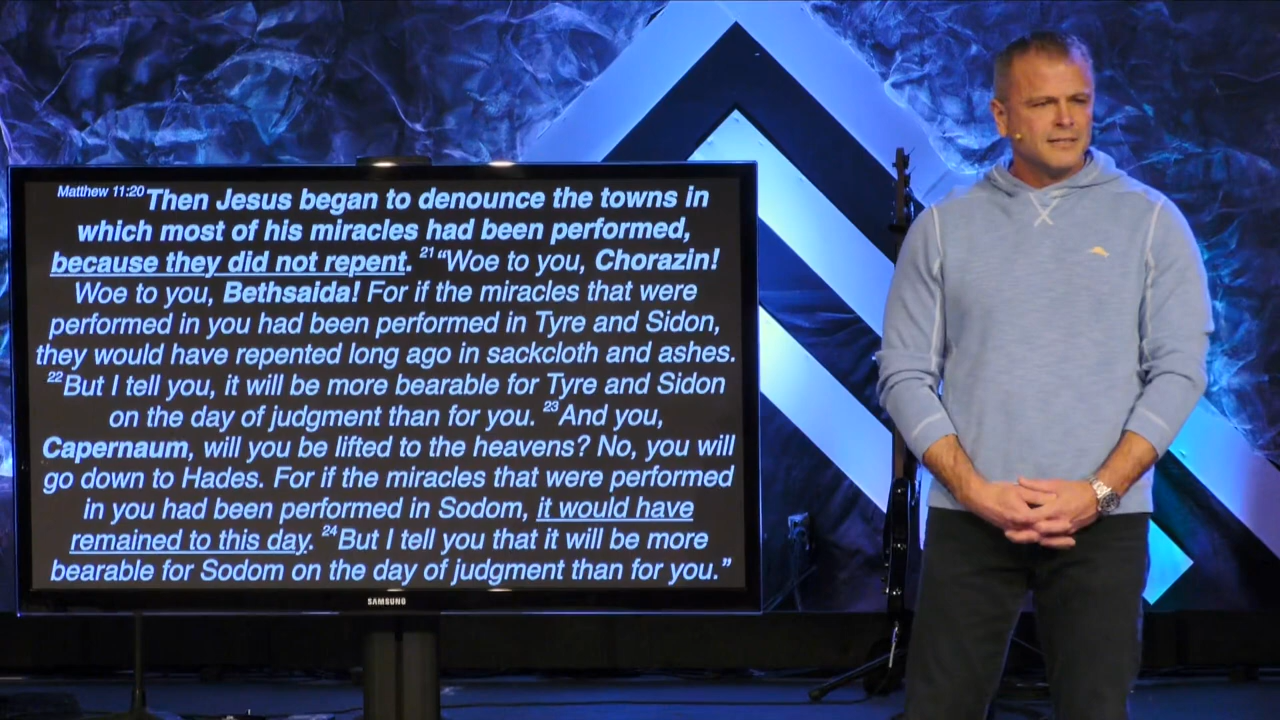 Matthew 11:20 Then Jesus began to denounce the towns in
which most of his miracles had been performed,
because they did not repent. 21 “Woe to you, Chorazin!
Woe to you, Bethsaida! For if the miracles that were
performed in you had been performed in Tyre and Sidon,
they would have repented long ago in sackcloth and ashes.
22 But I tell you, it will be more bearable for Tyre and Sidon
on the day of judgment than for you. 23 And you,
Capernaum, will you be lifted to the heavens? No, you will
go down to Hades. For if the miracles that were performed
in you had been performed in Sodom, it would have
remained to this day. 24 But I tell you that it will be more
bearable for Sodom on the day of judgment than for you.”
SAMSUNG